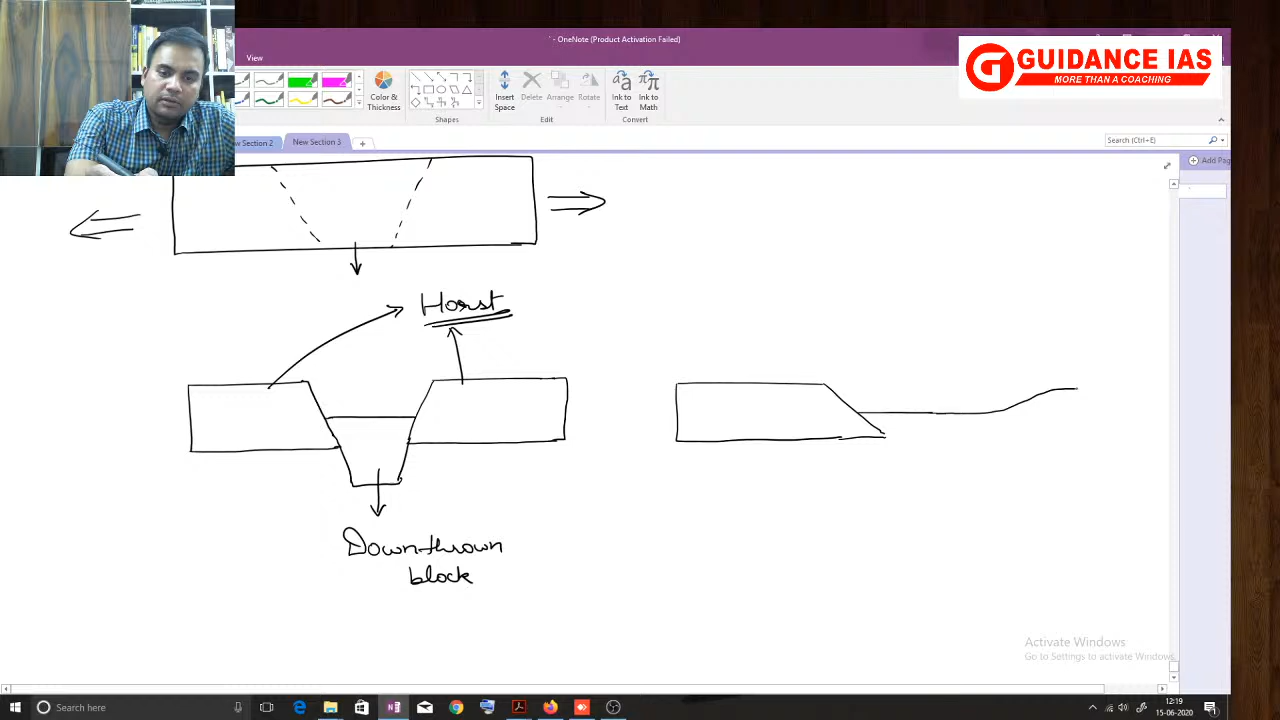 ' - OneNote (Product Activation Failed)
GUIDANCE IAS
MORE THAN A COACHING
View
Color &
Thickness
Insert
Space
Delete
Arrange
Rotate
Ink to
Text
Ink to
Math
Shapes
Edit
Convert
w Section 2
New Section 3
Search (Ctrl+E)
Add Pag
Horst
Downthrown
block
Activate Windows
Go to Settings to activate Windows.
Search here
12:19
15-06-2020